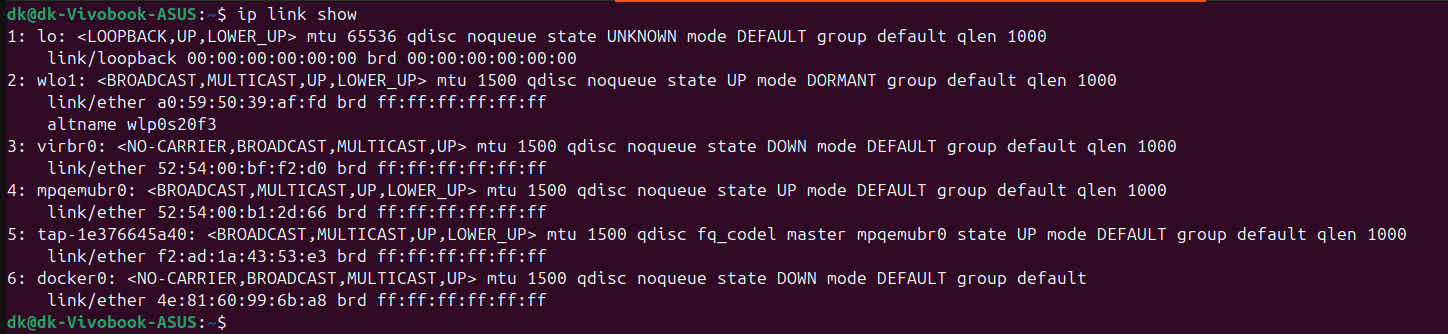 dk@dk-Vivobook-ASUS:~$ ip link show
1: lo: <LOOPBACK,UP,LOWER_UP> mtu 65536 qdisc noqueue state UNKNOWN mode DEFAULT group default qlen 1000
    link/loopback 00:00:00:00:00:00 brd 00:00:00:00:00:00
2: wlo1: <BROADCAST,MULTICAST,UP,LOWER_UP> mtu 1500 qdisc noqueue state UP mode DORMANT group default qlen 1000
    link/ether a0:59:50:39:af:fd brd ff:ff:ff:ff:ff:ff
    altname wlp0s20f3
3: virbr0: <NO-CARRIER,BROADCAST,MULTICAST,UP> mtu 1500 qdisc noqueue state DOWN mode DEFAULT group default qlen 1000
    link/ether 52:54:00:bf:f2:d0 brd ff:ff:ff:ff:ff:ff
4: mpqemubr0: <BROADCAST,MULTICAST,UP,LOWER_UP> mtu 1500 qdisc noqueue state UP mode DEFAULT group default qlen 1000
    link/ether 52:54:00:b1:2d:66 brd ff:ff:ff:ff:ff:ff
5: tap-1e376645a40: <BROADCAST,MULTICAST,UP,LOWER_UP> mtu 1500 qdisc fq_codel master mpqemubr0 state UP mode DEFAULT group default qlen 1000
    link/ether f2:ad:1a:43:53:e3 brd ff:ff:ff:ff:ff:ff
6: docker0: <NO-CARRIER,BROADCAST,MULTICAST,UP> mtu 1500 qdisc noqueue state DOWN mode DEFAULT group default
    link/ether 4e:81:60:99:6b:a8 brd ff:ff:ff:ff:ff:ff
dk@dk-Vivobook-ASUS:~$